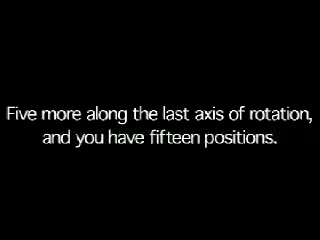 Five more along the last axis of rotation,
and you have fifteen positions.